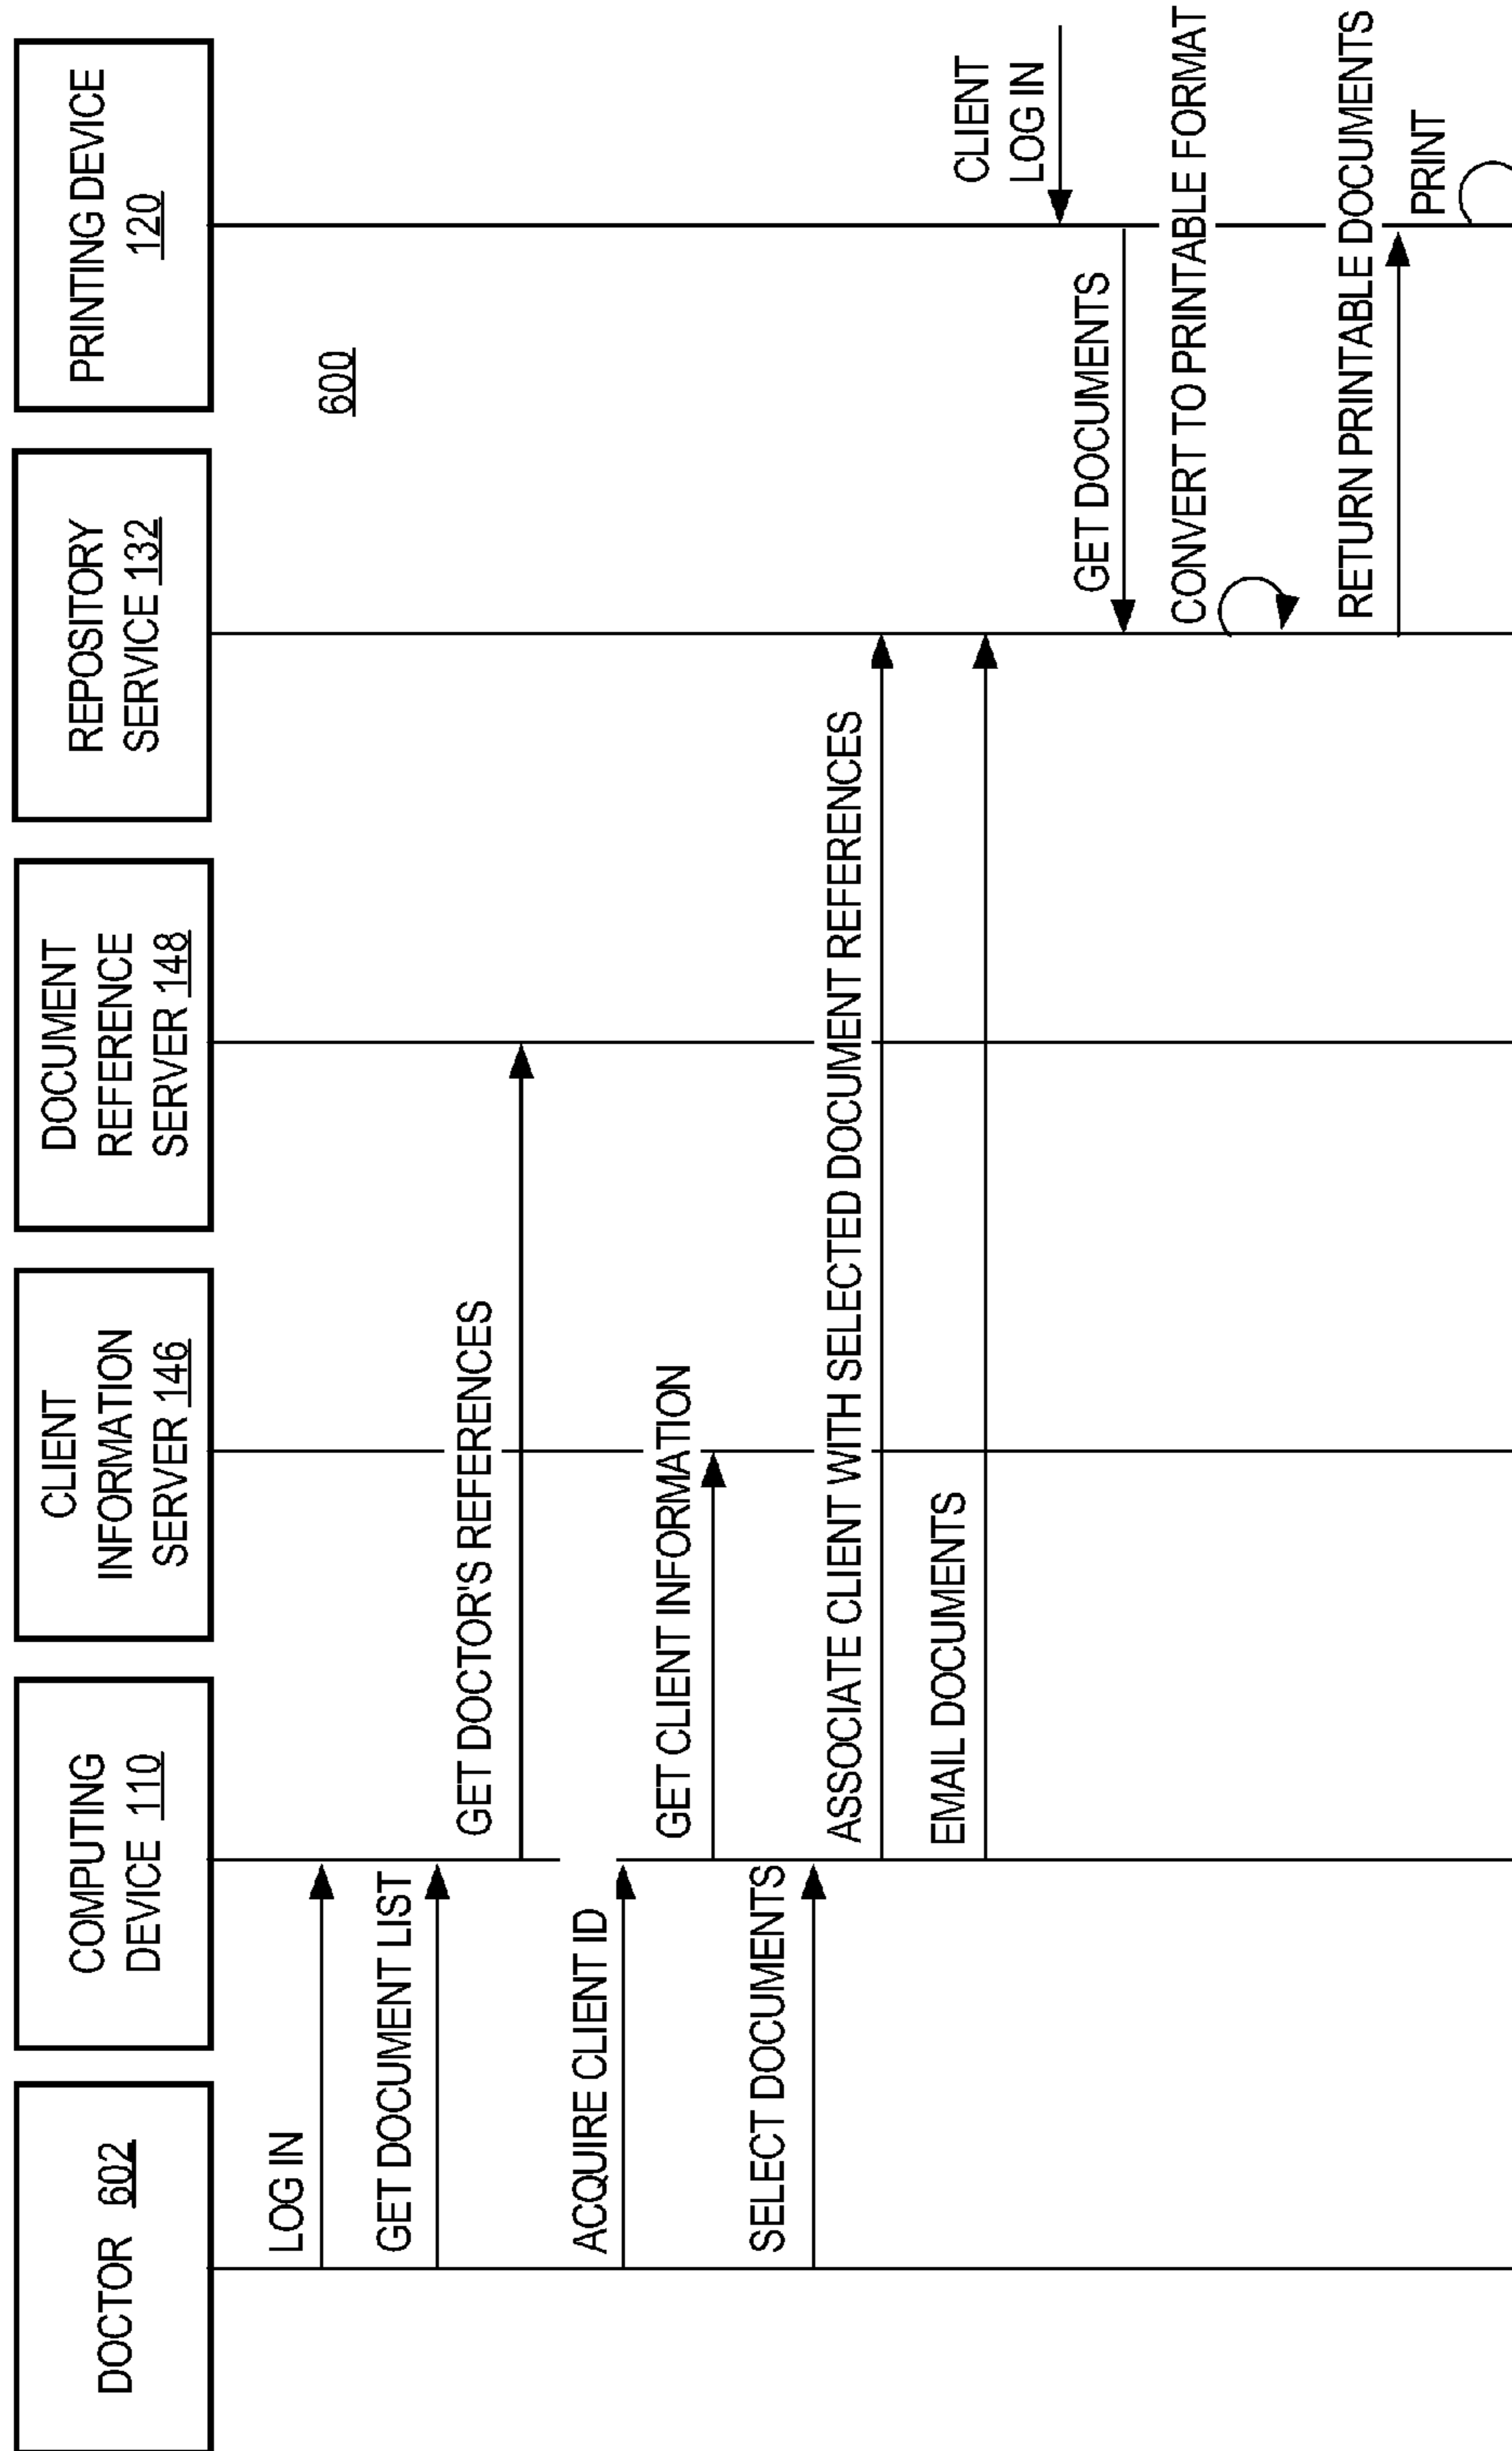 DOCTOR 602
COMPUTING
DEVICE 110
CLIENT
INFORMATION
SERVER 146
DOCUMENT
REFERENCE
SERVER 148
REPOSITORY
SERVICE 132
PRINTING DEVICE
120
600
LOG IN
GET DOCUMENT LIST
GET DOCTOR'S REFERENCES
ACQUIRE CLIENT ID
GET CLIENT INFORMATION
SELECT DOCUMENTS
ASSOCIATE CLIENT WITH SELECTED DOCUMENT REFERENCES
EMAIL DOCUMENTS
CLIENT
LOG IN
GET DOCUMENTS
CONVERT TO PRINTABLE FORMAT
RETURN PRINTABLE DOCUMENTS
PRINT